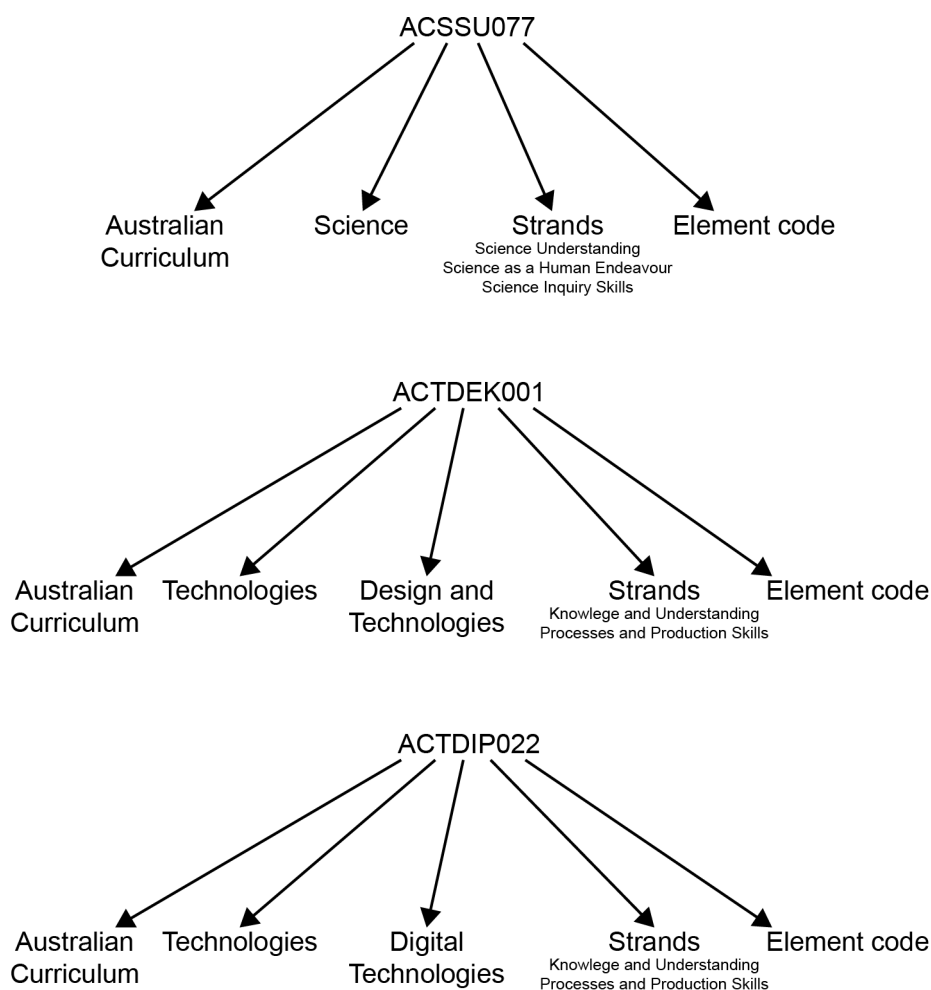 ACSSU077
Australian Curriculum
Science
Strands
Science Understanding
Science as a Human Endeavour
Science Inquiry Skills
Element code
ACTDEK001
Australian Curriculum
Technologies
Design and Technologies
Strands
Knowlege and Understanding
Processes and Production Skills
Element code
ACTDIP022
Australian Curriculum
Technologies
Digital Technologies
Strands
Knowlege and Understanding
Processes and Production Skills
Element code